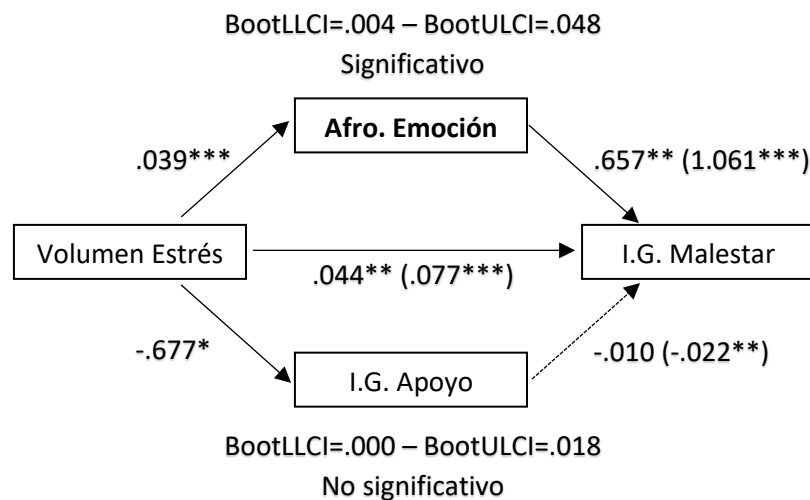 BootLLCI=.004 – BootULCI=.048
Significativo
Afro. Emoción
.039***
.657** (1.061***)
Volumen Estrés
I.G. Malestar
.044** (.077***)
-.677*
-.010 (-.022**)
I.G. Apoyo
BootLLCI=.000 – BootULCI=.018
No significativo